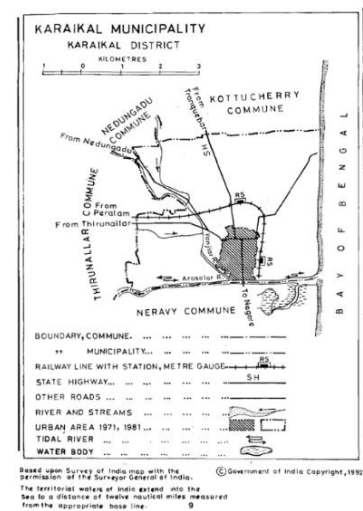 KARAIKAL MUNICIPALITY
KARAIKAL DISTRICT
KILOMETRES
1 0 1 2 3
From Tranquebar
KOTTUCHERRY
COMMUNE
NEDUNGADU
COMMUNE
From Nedungadu
SH
RS
From
Peralam
From Thirunallar
THIRUNALLAR COMMUNE
BAY OF BENGAL
RS
Arasalar R.
To Nagore
NERAVY COMMUNE
BOUNDARY, COMMUNE... ... ... ...
" MUNICIPALITY... ... ... ...
RAILWAY LINE WITH STATION, METRE GAUGE... RS
STATE HIGHWAY... ... ... ... ... SH
OTHER ROADS ... ... ... ... ...
RIVER AND STREAMS ... ... ... ...
URBAN AREA 1971, 1981... ... ... ...
TIDAL RIVER ... ... ... ... ...
WATER BODY ... ... ... ... ...
Based upon Survey of India map with the
permission of the Surveyor General of India.
© Government of India Copyright, 1992
The territorial waters of India extend into the
Sea to a distance of twelve nautical miles measured
from the appropriate base line.
9